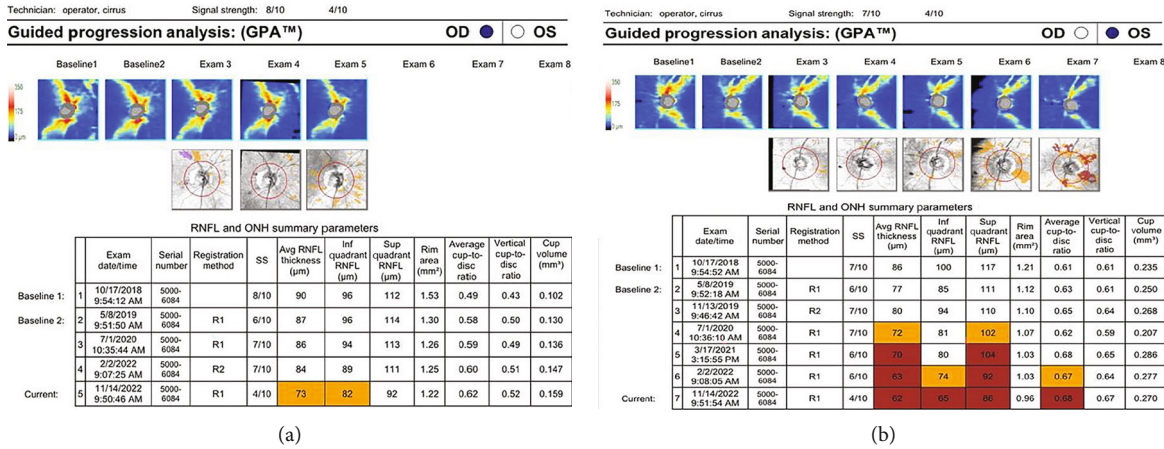 Technician: operator, cirrus Signal strength: 8/10 4/10
Guided progression analysis: (GPA™) OD OS
Baseline1 Baseline2 Exam 3 Exam 4 Exam 5 Exam 6 Exam 7 Exam 8
350
175
0 µm
RNFL and ONH summary parameters
Exam date/time Serial number Registration method SS Avg RNFL thickness (µm) Inf quadrant RNFL (µm) Sup quadrant RNFL (µm) Rim area (mm²) Average cup-to-disc ratio Vertical cup-to-disc ratio Cup volume (mm³)
Baseline 1: 1 10/17/2018 9:54:12 AM 5000-6084 8/10 90 96 112 1.53 0.49 0.43 0.102
Baseline 2: 2 5/8/2019 9:51:50 AM 5000-6084 R1 6/10 87 96 114 1.30 0.58 0.50 0.130
3 7/1/2020 10:35:44 AM 5000-6084 R1 7/10 86 94 113 1.26 0.59 0.49 0.136
4 2/2/2022 9:07:25 AM 5000-6084 R2 7/10 84 89 111 1.25 0.60 0.51 0.147
Current: 5 11/14/2022 9:50:46 AM 5000-6084 R1 4/10 73 82 92 1.22 0.62 0.52 0.159
(a)
Technician: operator, cirrus Signal strength: 7/10 4/10
Guided progression analysis: (GPA™) OD OS
Baseline1 Baseline2 Exam 3 Exam 4 Exam 5 Exam 6 Exam 7 Exam 8
350
175
0 µm
RNFL and ONH summary parameters
Exam date/time Serial number Registration method SS Avg RNFL thickness (µm) Inf quadrant RNFL (µm) Sup quadrant RNFL (µm) Rim area (mm²) Average cup-to-disc ratio Vertical cup-to-disc ratio Cup volume (mm³)
Baseline 1: 1 10/17/2018 9:54:52 AM 5000-6084 7/10 86 100 117 1.21 0.61 0.61 0.235
Baseline 2: 2 5/8/2019 9:52:18 AM 5000-6084 R1 6/10 77 85 111 1.12 0.63 0.61 0.250
3 11/13/2019 9:46:42 AM 5000-6084 R2 7/10 80 94 110 1.10 0.65 0.64 0.268
4 7/1/2020 10:36:10 AM 5000-6084 R1 7/10 72 81 102 1.07 0.62 0.59 0.207
5 3/17/2021 3:15:55 PM 5000-6084 R1 6/10 70 80 104 1.03 0.68 0.65 0.286
6 2/2/2022 9:08:05 AM 5000-6084 R1 6/10 63 74 92 1.03 0.67 0.64 0.277
Current: 7 11/14/2022 9:51:54 AM 5000-6084 R1 4/10 62 65 86 0.96 0.68 0.67 0.270
(b)